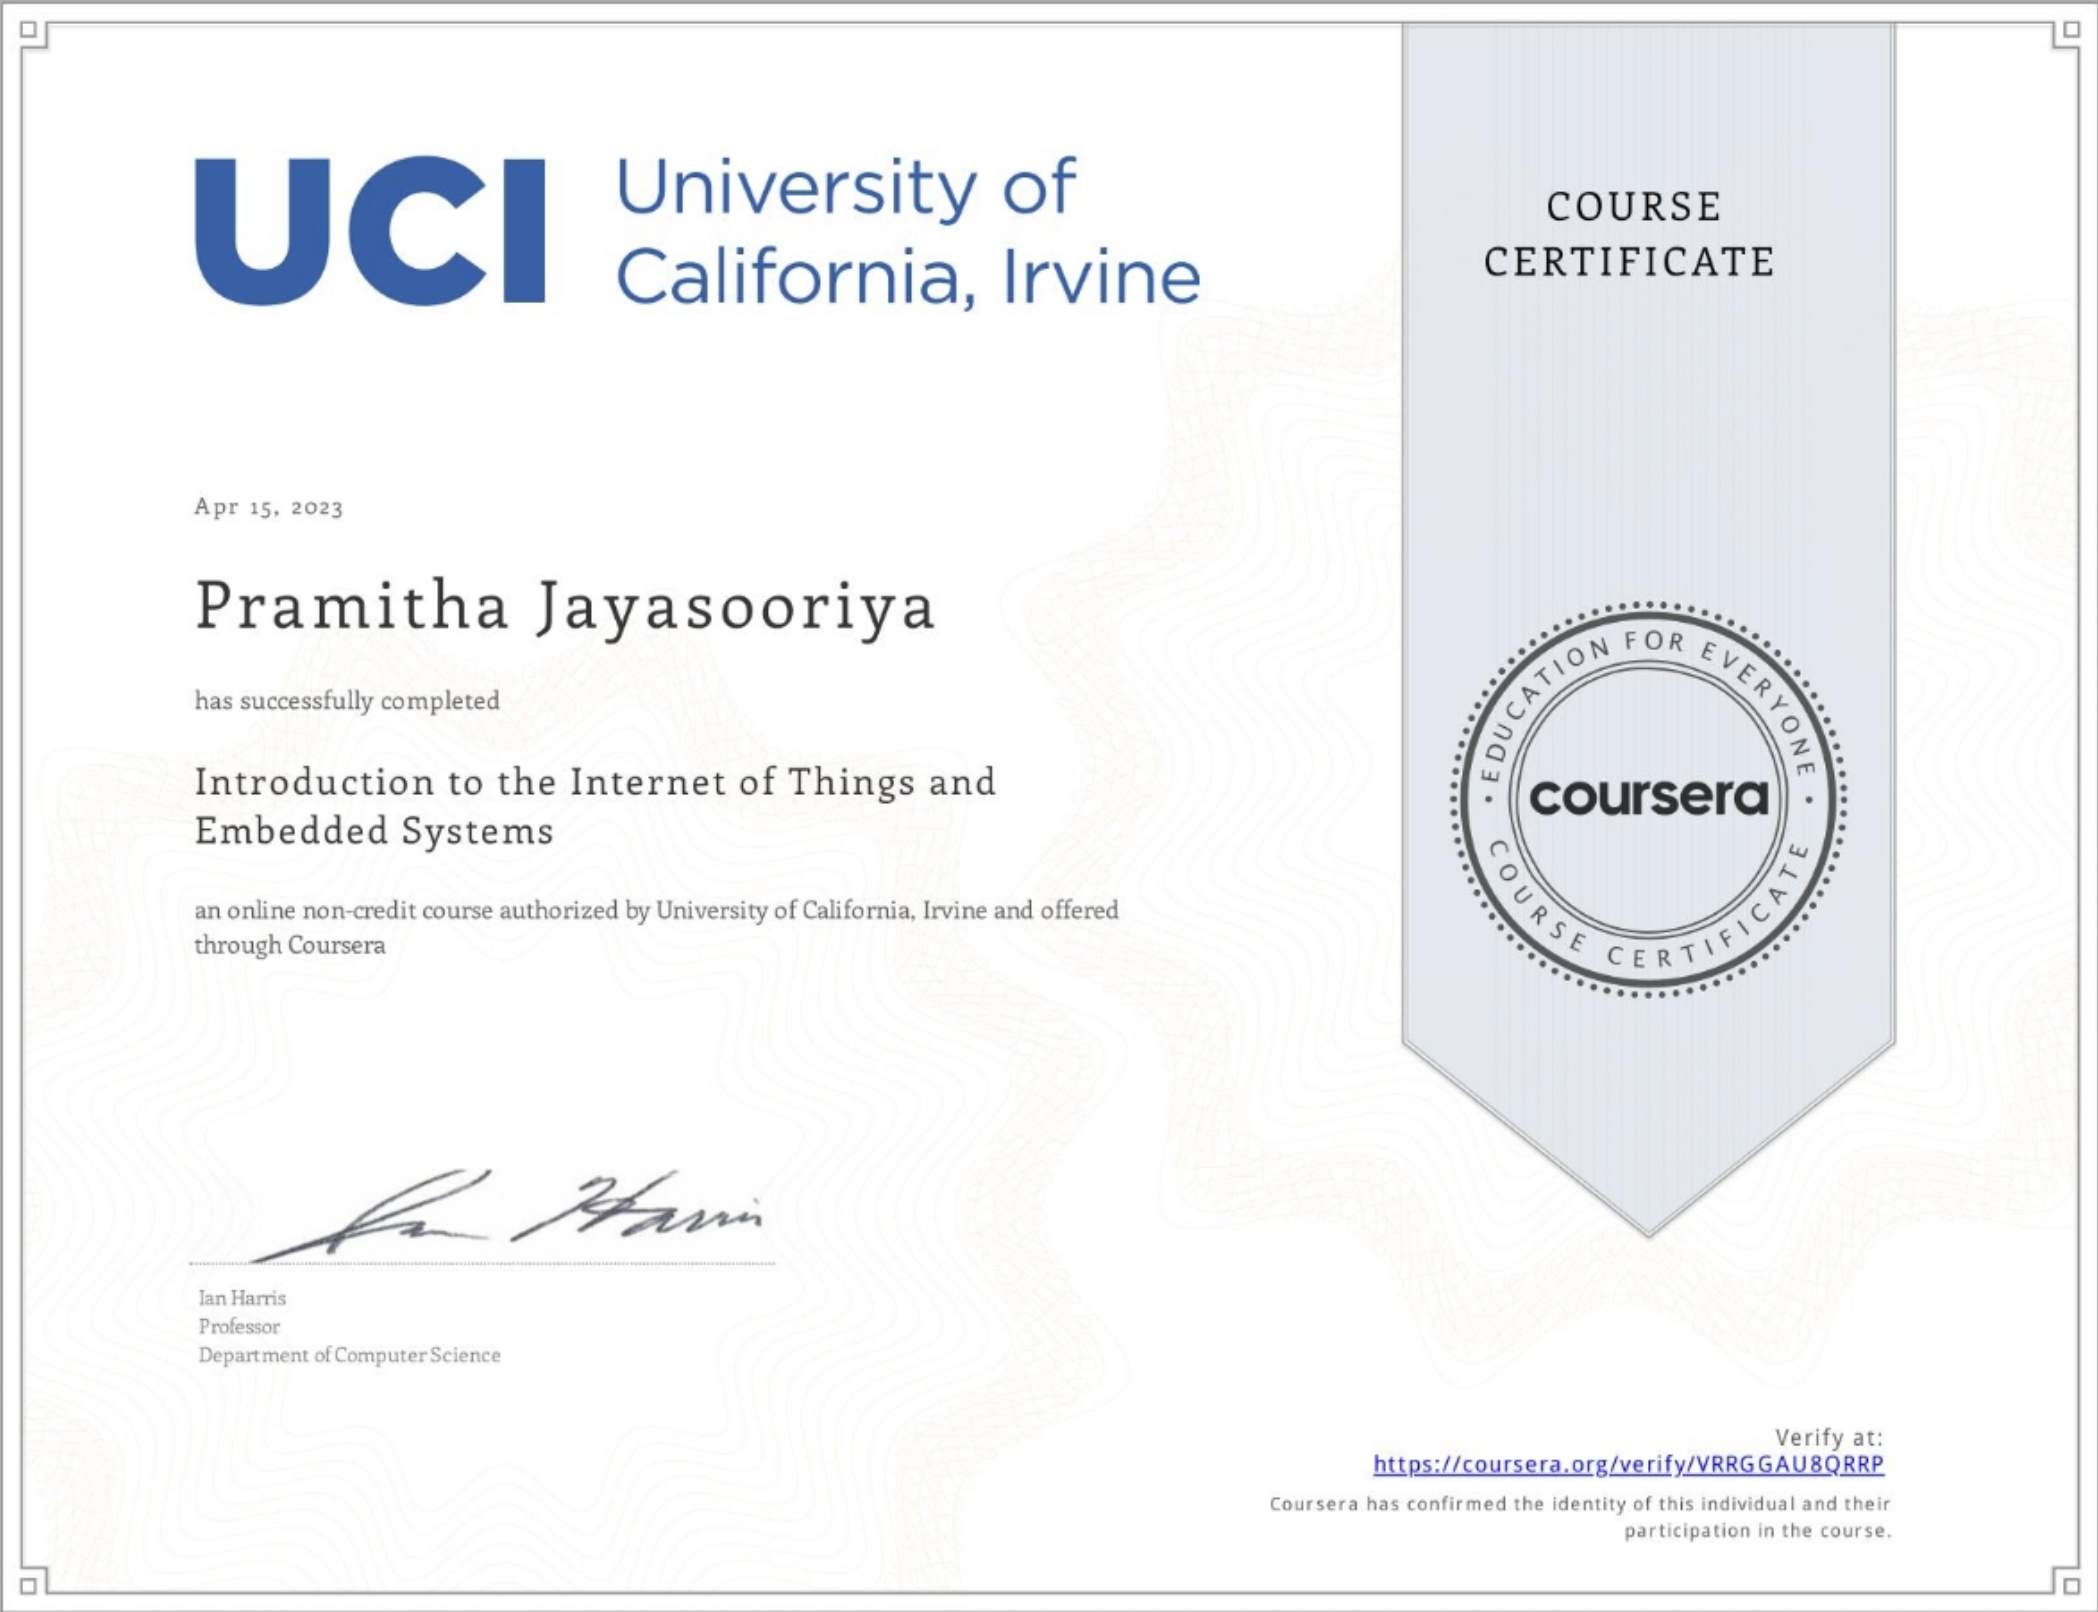 UCI
University of
California, Irvine
COURSE
CERTIFICATE
Apr 15, 2023
Pramitha Jayasooriya
has successfully completed
Introduction to the Internet of Things and
Embedded Systems
an online non-credit course authorized by University of California, Irvine and offered
through Coursera
EDUCATION FOR EVERYONE
coursera
COURSE CERTIFICATE
Ian Harris
Ian Harris
Professor
Department of Computer Science
Verify at:
https://coursera.org/verify/VRRGGAU8QRRP
Coursera has confirmed the identity of this individual and their
participation in the course.